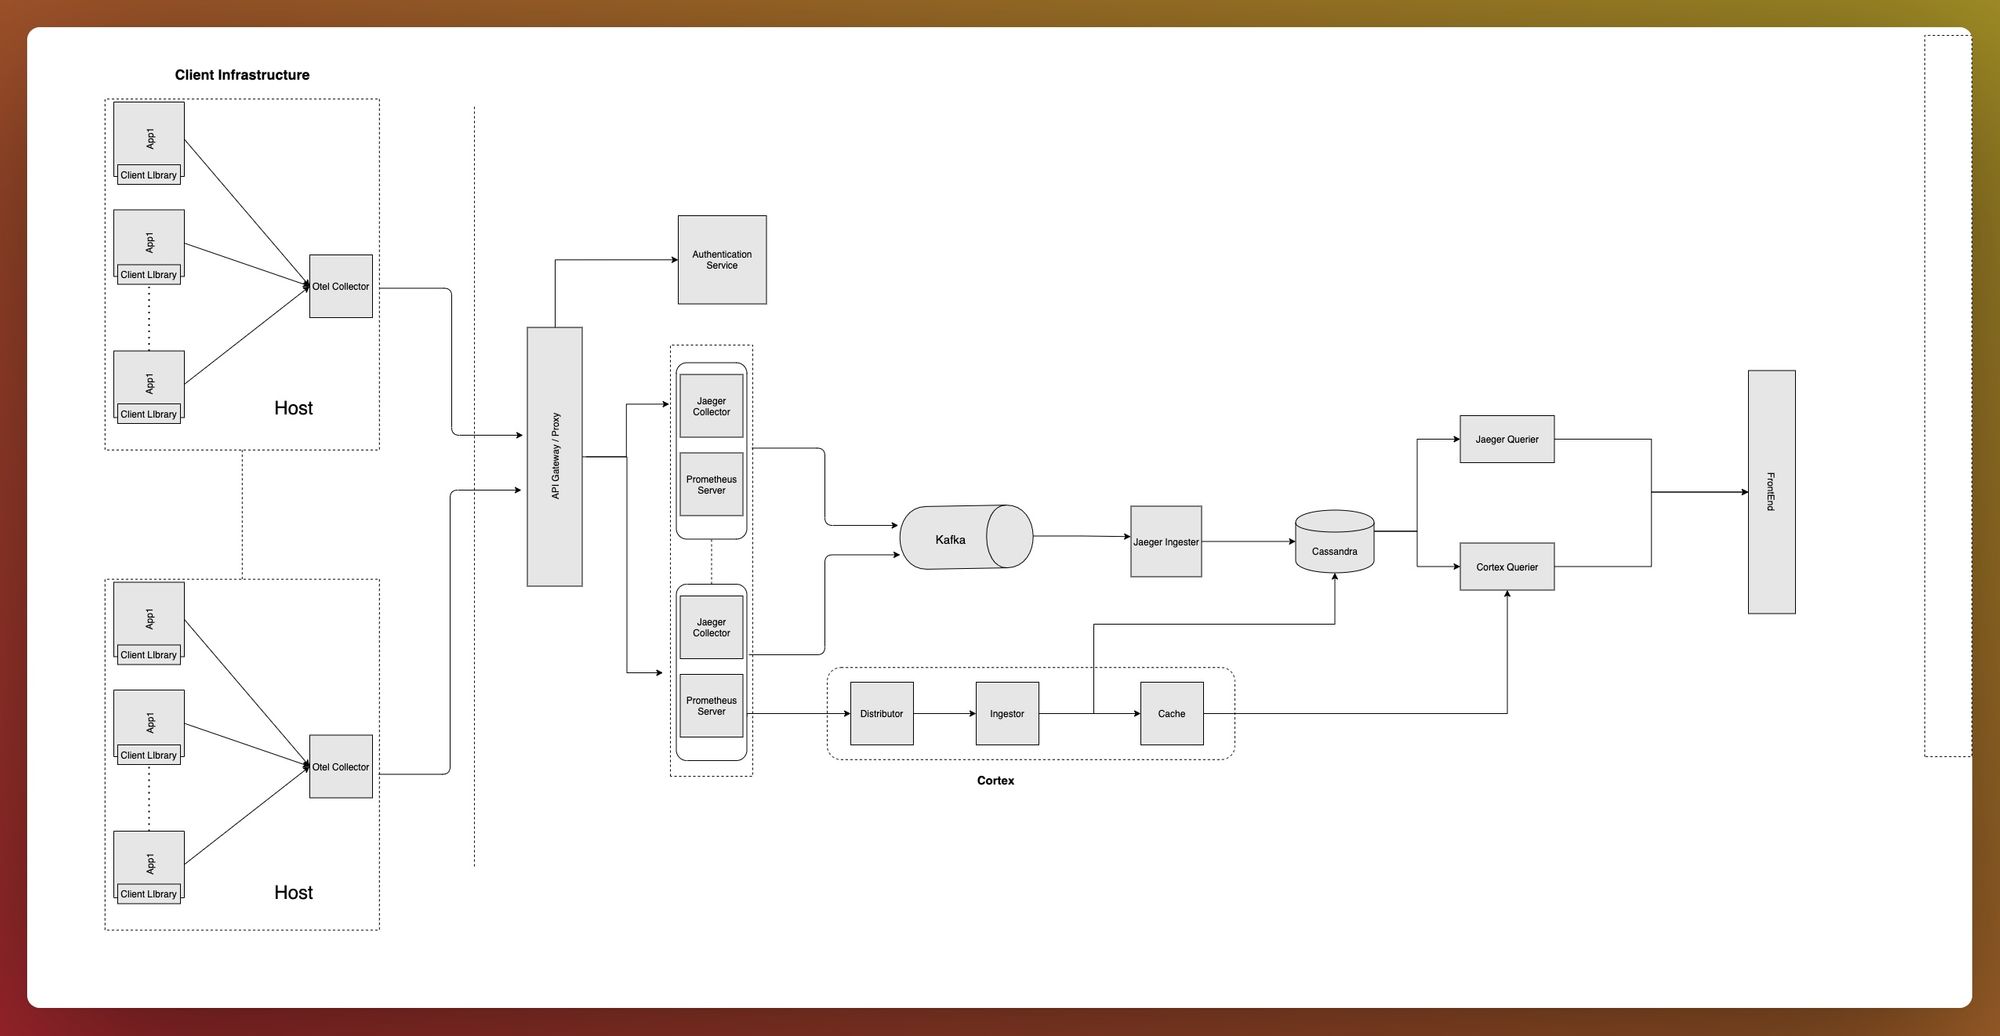 Client Infrastructure
App1
Client LIbrary
App1
Client LIbrary
App1
Client LIbrary
Otel Collector
Host
App1
Client LIbrary
App1
Client LIbrary
App1
Client LIbrary
Otel Collector
Host
API Gateway / Proxy
Authentication
Service
Jaeger
Collector
Prometheus
Server
Jaeger
Collector
Prometheus
Server
Kafka
Jaeger Ingester
Cassandra
Distributor
Ingestor
Cache
Cortex
Jaeger Querier
Cortex Querier
FrontEnd